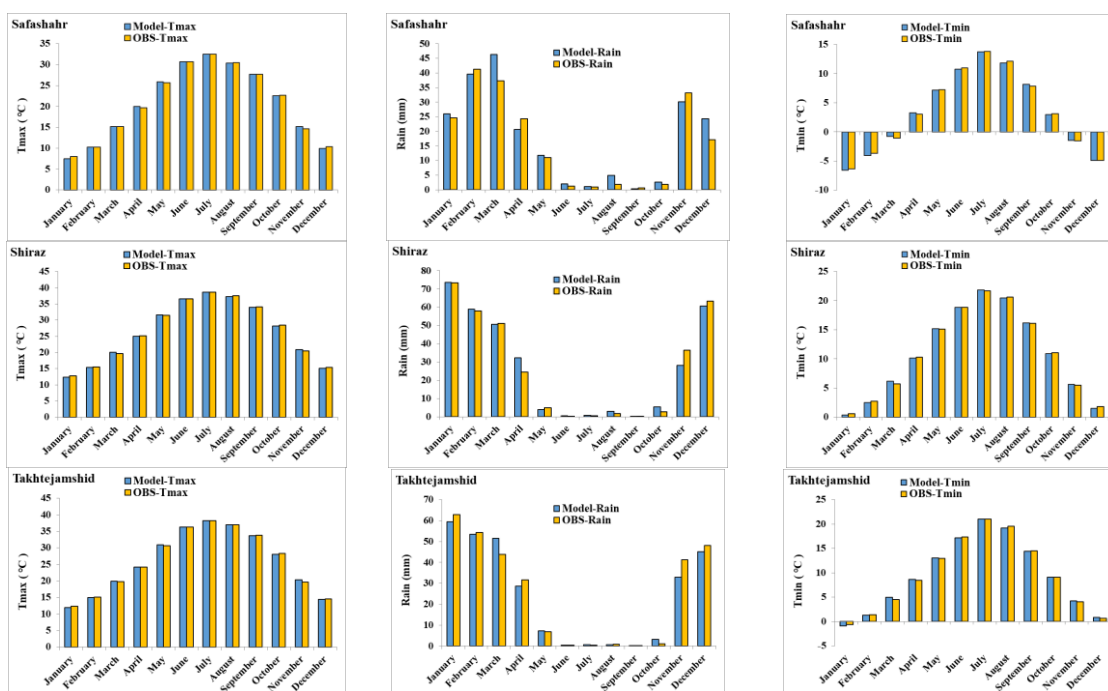 Safashahr
Model-Tmax
OBS-Tmax
Tmax ( °C)
35
30
25
20
15
10
5
0
January
February
March
April
May
June
July
August
September
October
November
December
Safashahr
Model-Rain
OBS-Rain
Rain (mm)
50
45
40
35
30
25
20
15
10
5
0
January
February
March
April
May
June
July
August
September
October
November
December
Safashahr
Model-Tmin
OBS-Tmin
Tmin ( °C)
15
10
5
0
-5
-10
January
February
March
April
May
June
July
August
September
October
November
December
Shiraz
Model-Tmax
OBS-Tmax
Tmax ( °C)
45
40
35
30
25
20
15
10
5
0
January
February
March
April
May
June
July
August
September
October
November
December
Shiraz
Model-Rain
OBS-Rain
Rain (mm)
80
70
60
50
40
30
20
10
0
January
February
March
April
May
June
July
August
September
October
November
December
Shiraz
Model-Tmin
OBS-Tmin
Tmin ( °C)
25
20
15
10
5
0
January
February
March
April
May
June
July
August
September
October
November
December
Takhtejamshid
Model-Tmax
OBS-Tmax
Tmax ( °C)
45
40
35
30
25
20
15
10
5
0
January
February
March
April
May
June
July
August
September
October
November
December
Takhtejamshid
Model-Rain
OBS-Rain
Rain (mm)
70
60
50
40
30
20
10
0
January
February
March
April
May
June
July
August
September
October
November
December
Takhtejamshid
Model-Tmin
OBS-Tmin
Tmin ( °C)
25
20
15
10
5
0
-5
January
February
March
April
May
June
July
August
September
October
November
December